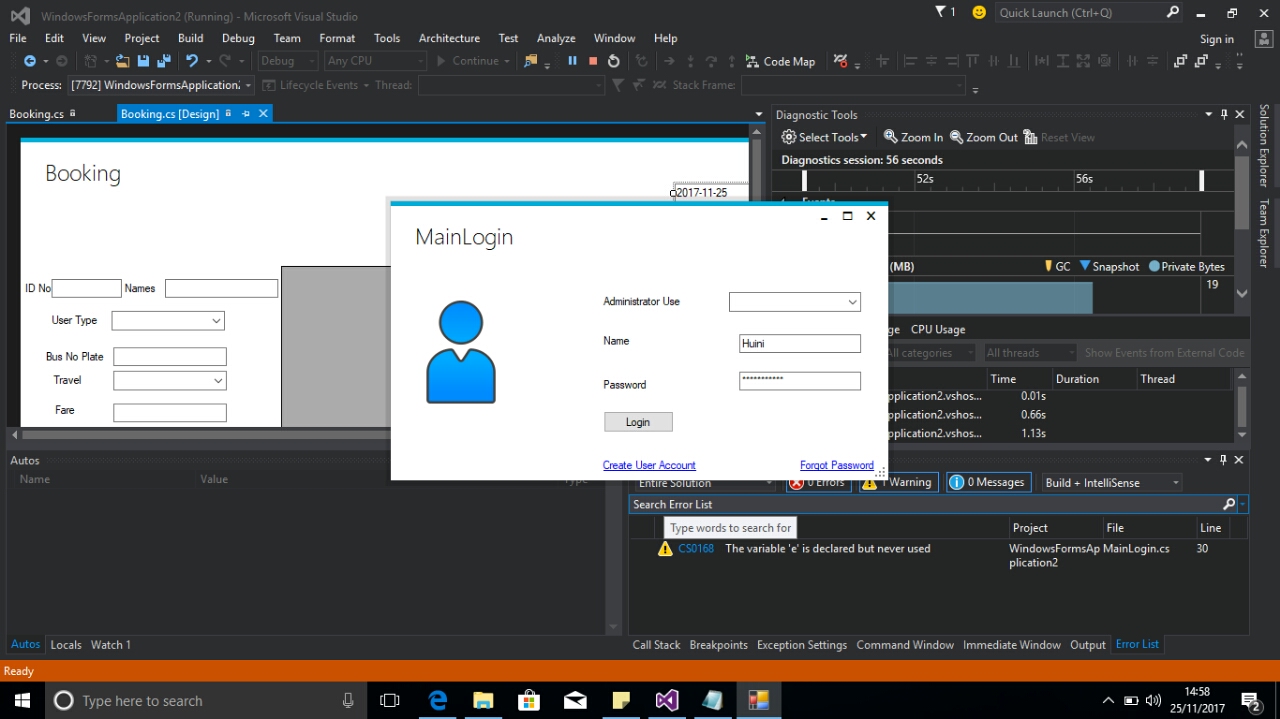 WindowsFormsApplication2 (Running) - Microsoft Visual Studio
1
Quick Launch (Ctrl+Q)
File Edit View Project Build Debug Team Format Tools Architecture Test Analyze Window Help
Sign in
Debug Any CPU Continue Code Map
Process: [7792] WindowsFormsApplication: Lifecycle Events Thread: Stack Frame:
Booking.cs Booking.cs [Design]
Booking
2017-11-25
ID No Names
User Type
Bus No Plate
Travel
Fare
MainLogin
Administrator Use
Name Huini
Password ***********
Login
Create User Account Forgot Password
Diagnostic Tools
Select Tools Zoom In Zoom Out Reset View
Diagnostics session: 56 seconds
52s 56s
Events
(MB) GC Snapshot Private Bytes
19
ge CPU Usage
All categories All threads Show Events from External Code
Time Duration Thread
pplication2.vshos... 0.01s
pplication2.vshos... 0.66s
pplication2.vshos... 1.13s
Solution Explorer
Team Explorer
Autos
Name Value Type
Autos Locals Watch 1
Entire Solution 0 Errors 1 Warning 0 Messages Build + IntelliSense
Search Error List
Type words to search for
Project File Line
CS0168 The variable 'e' is declared but never used WindowsFormsAp MainLogin.cs 30
plication2
Call Stack Breakpoints Exception Settings Command Window Immediate Window Output Error List
Ready
Type here to search
14:58
25/11/2017
2